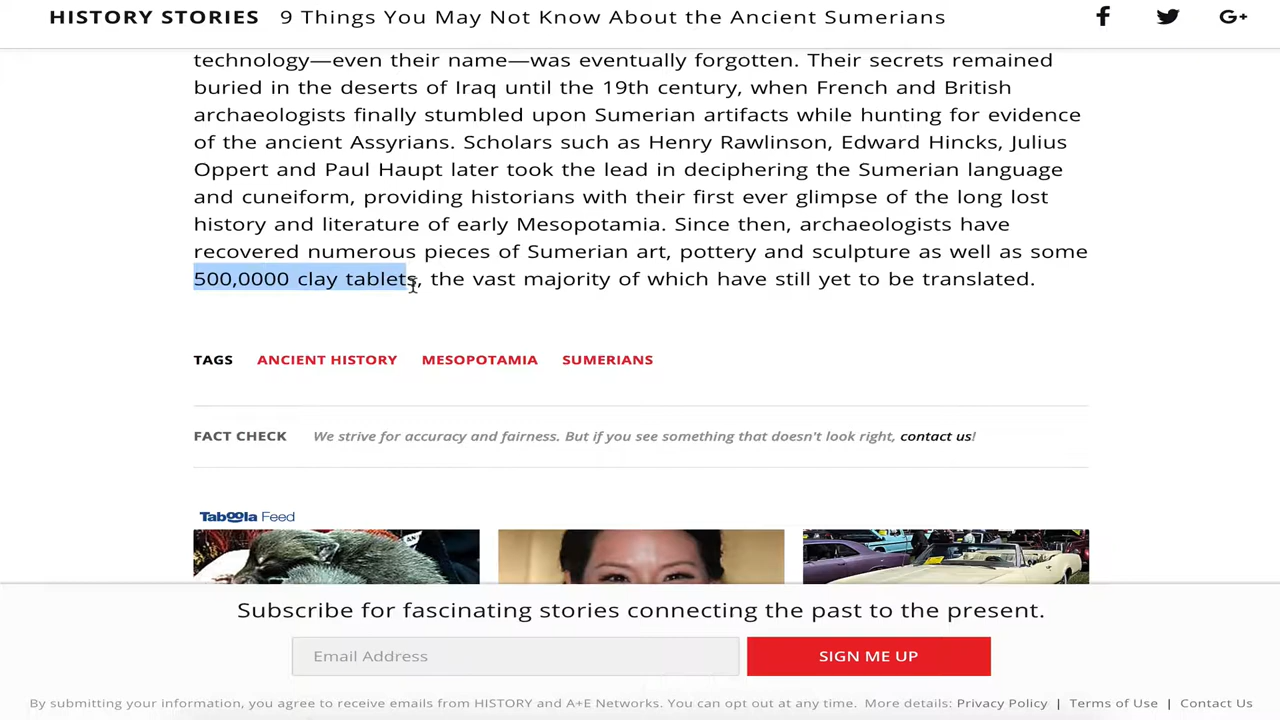 HISTORY STORIES 9 Things You May Not Know About the Ancient Sumerians
technology—even their name—was eventually forgotten. Their secrets remained
buried in the deserts of Iraq until the 19th century, when French and British
archaeologists finally stumbled upon Sumerian artifacts while hunting for evidence
of the ancient Assyrians. Scholars such as Henry Rawlinson, Edward Hincks, Julius
Oppert and Paul Haupt later took the lead in deciphering the Sumerian language
and cuneiform, providing historians with their first ever glimpse of the long lost
history and literature of early Mesopotamia. Since then, archaeologists have
recovered numerous pieces of Sumerian art, pottery and sculpture as well as some
500,0000 clay tablets, the vast majority of which have still yet to be translated.
TAGS ANCIENT HISTORY MESOPOTAMIA SUMERIANS
FACT CHECK We strive for accuracy and fairness. But if you see something that doesn't look right, contact us!
Taboola Feed
Subscribe for fascinating stories connecting the past to the present.
Email Address SIGN ME UP
By submitting your information, you agree to receive emails from HISTORY and A+E Networks. You can opt out at any time. More details: Privacy Policy | Terms of Use | Contact Us